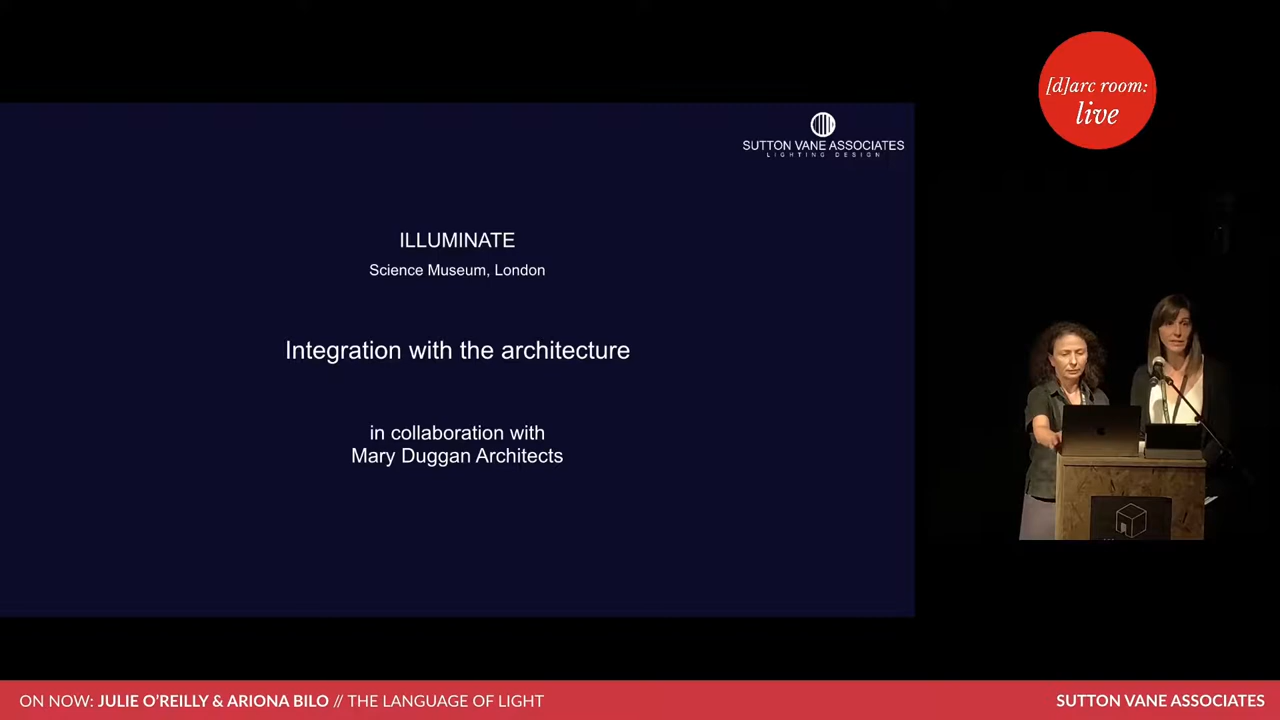 [d]arc room:
live
SUTTON VANE ASSOCIATES
LIGHTING DESIGN
ILLUMINATE
Science Museum, London
Integration with the architecture
in collaboration with
Mary Duggan Architects
ON NOW: JULIE O'REILLY & ARIONA BILO // THE LANGUAGE OF LIGHT
SUTTON VANE ASSOCIATES